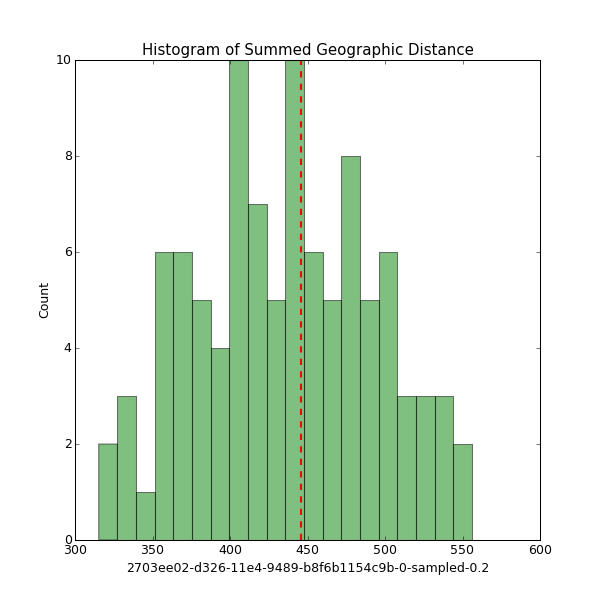 Histogram of Summed Geographic Distance
10
8
6
4
2
0
Count
300 350 400 450 500 550 600
2703ee02-d326-11e4-9489-b8f6b1154c9b-0-sampled-0.2